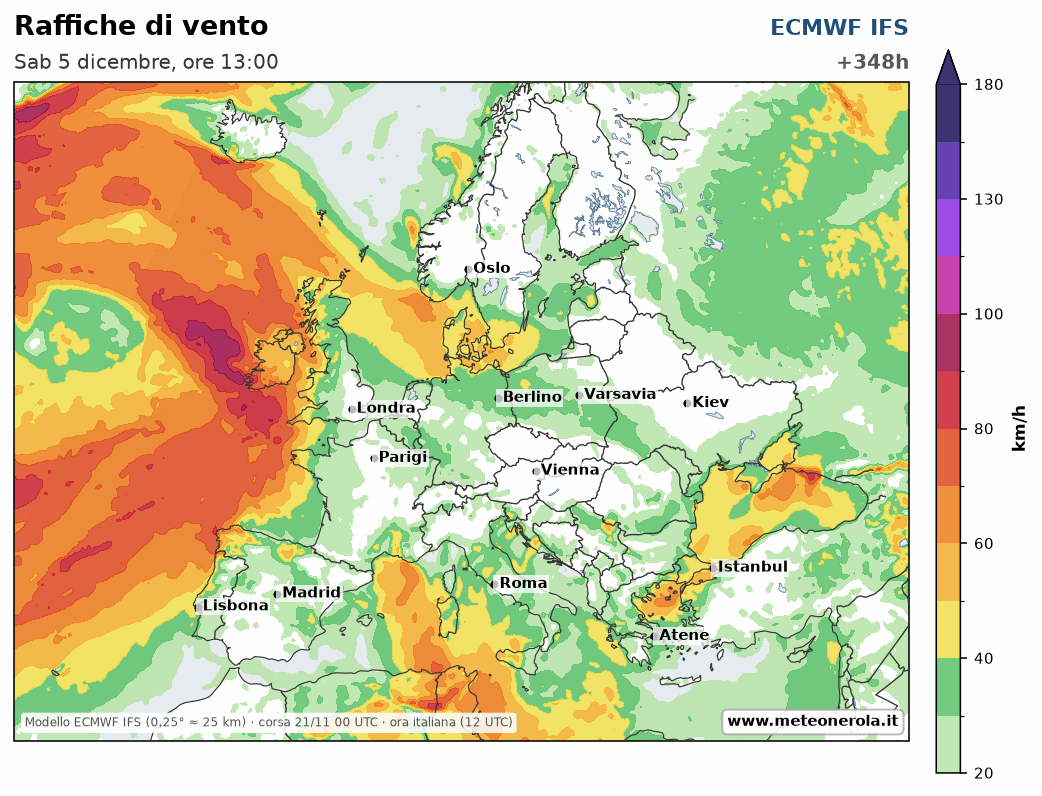 Raffiche di vento
ECMWF IFS
Sab 5 dicembre, ore 13:00
+348h
180
130
100
80
60
40
20
km/h
Oslo
Londra
Berlino
Varsavia
Kiev
Parigi
Vienna
Madrid
Lisbona
Roma
Istanbul
Atene
Modello ECMWF IFS (0,25° ≈ 25 km) · corsa 21/11 00 UTC · ora italiana (12 UTC)
www.meteonerola.it